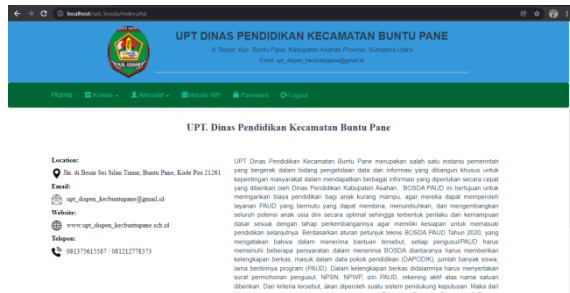 localhost/upt_bosda/index.php
UPT DINAS PENDIDIKAN KECAMATAN BUNTU PANE
Jl. Besar, Kec. Buntu Pane, Kabupaten Asahan Provinsi. Sumatera Utara
Email: upt_dispen_kecbuntupane@gmail.id
Home Kriteria Alternatif Metode WP Password Logout
UPT. Dinas Pendidikan Kecamatan Buntu Pane
Location:
Jln. di Besar Sei Silau Timur, Buntu Pane, Kode Pos 21261
Email:
upt_dispen_kecbuntupane@gmail.id
Website:
www.upt_dispen_kecbuntupane.sch.id
Telepon:
081375615587 / 081212778373
UPT Dinas Pendidikan Kecamatan Buntu Pane merupakan salah satu instansi pemerintah
yang bergerak dalam bidang pengelolaan data dan informasi yang dibangun khusus untuk
kepentingan masyarakat dalam mendapatkan berbagai informasi yang diperlukan secara cepat
yang diberikan oleh Dinas Pendidikan Kabupaten Asahan. BOSDA PAUD ini bertujuan untuk
meringankan biaya pendidikan bagi anak kurang mampu, agar mereka dapat memperoleh
layanan PAUD yang bermutu yang dapat membina, menumbuhkan, dan mengembangkan
seluruh potensi anak usia dini secara optimal sehingga terbentuk perilaku dan kemampuan
dasar sesuai dengan tahap perkembangannya agar memiliki kesiapan untuk memasuki
pendidikan selanjutnya. Berdasarkan aturan petunjuk teknis BOSDA PAUD Tahun 2020, yang
mengatakan bahwa dalam menerima bantuan tersebut, setiap pengusul/PAUD harus
memenuhi beberapa persyaratan dalam menerima BOSDA diantaranya harus memberikan
kelengkapan berkas, masuk dalam data pokok pendidikan (DAPODIK), jumlah banyak siswa,
lama berdirinya program (PAUD). Dalam kelengkapan berkas didalamnya harus menyertakan
surat permohonan pengusul, NPSN, NPWP, izin PAUD, rekening aktif atas nama satuan
diberikan. Dari kriteria tersebut, akan diperoleh suatu sistem pendukung keputusan. Maka dari